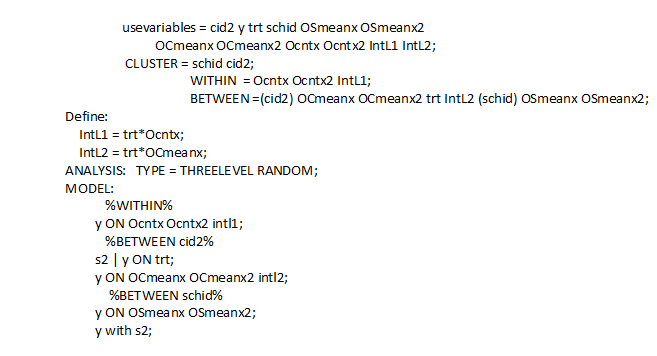 usevariables = cid2 y trt schid OSmeanx OSmeanx2
OCmeanx OCmeanx2 Ocntx Ocntx2 IntL1 IntL2;
CLUSTER = schid cid2;
WITHIN = Ocntx Ocntx2 IntL1;
BETWEEN =(cid2) OCmeanx OCmeanx2 trt IntL2 (schid) OSmeanx OSmeanx2;
Define:
IntL1 = trt*Ocntx;
IntL2 = trt*OCmeanx;
ANALYSIS: TYPE = THREELEVEL RANDOM;
MODEL:
%WITHIN%
y ON Ocntx Ocntx2 intl1;
%BETWEEN cid2%
s2 | y ON trt;
y ON OCmeanx OCmeanx2 intl2;
%BETWEEN schid%
y ON OSmeanx OSmeanx2;
y with s2;